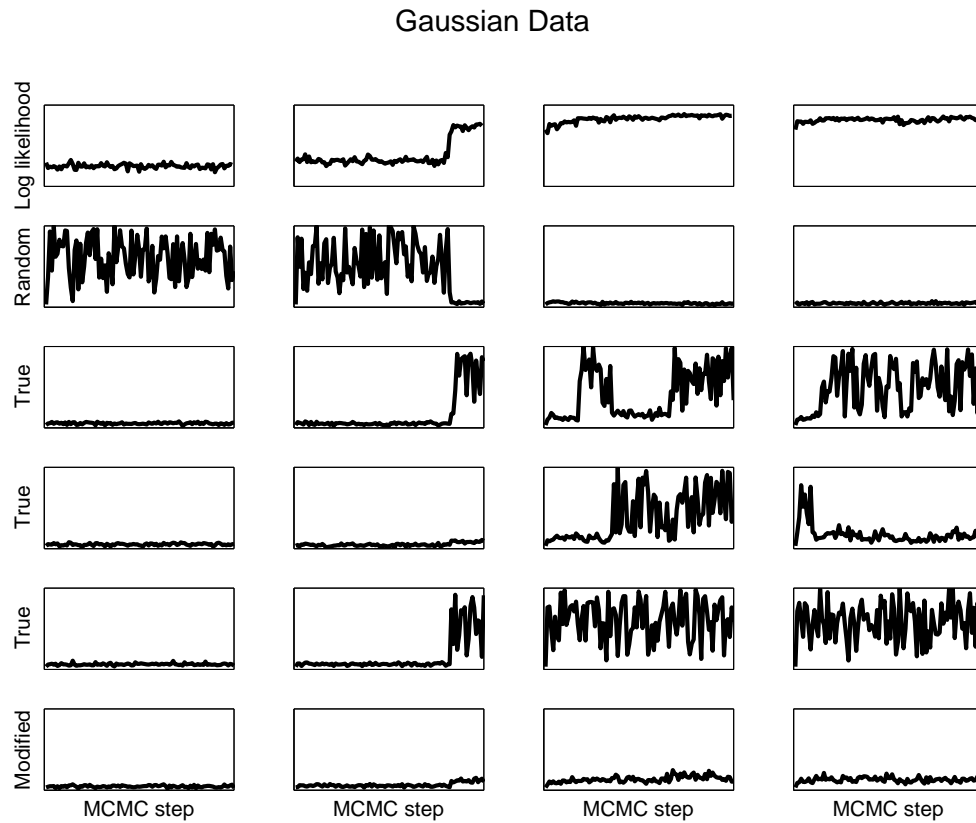 Gaussian Data
Log likelihood
Random
True
True
True
Modified
MCMC step
MCMC step
MCMC step
MCMC step